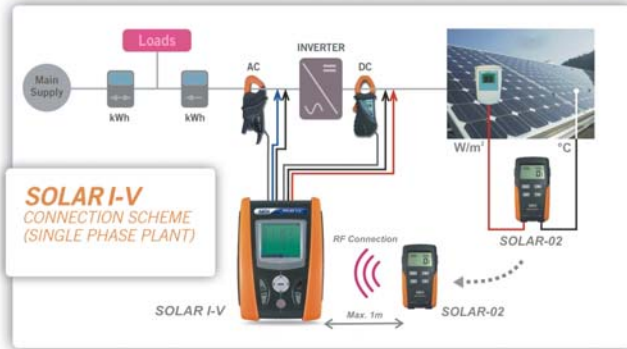 Loads
Main
Supply
kWh
kWh
AC
INVERTER
DC
W/m²
°C
SOLAR-02
SOLAR I-V
CONNECTION SCHEME
(SINGLE PHASE PLANT)
SOLAR I-V
RF Connection
Max. 1m
SOLAR-02